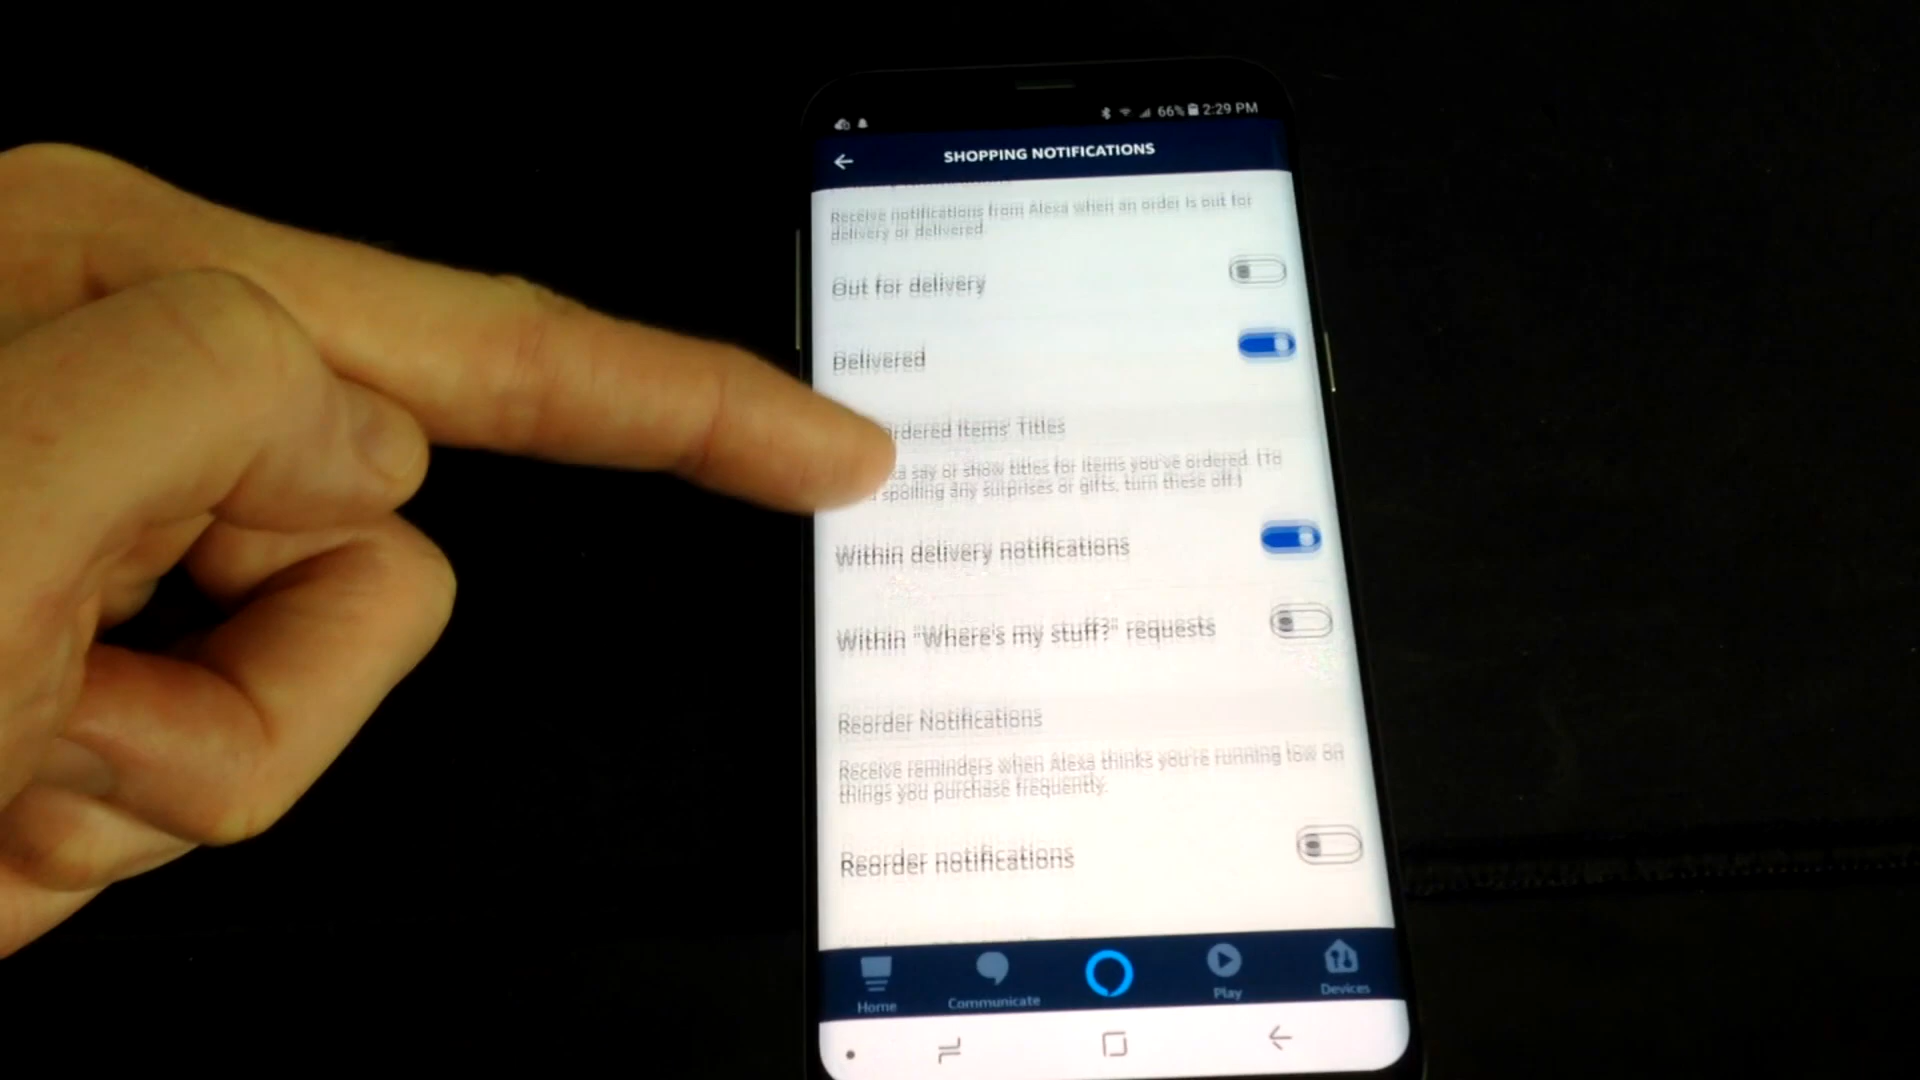 66% 2:29 PM
SHOPPING NOTIFICATIONS
Receive notifications from Alexa when an order is out for
delivery or delivered.
Out for delivery
Delivered
Items' Titles
say or show titles for items you've ordered. (To
spoiling any surprises or gifts, turn these off.)
Within delivery notifications
Within "Where's my stuff?" requests
Reorder Notifications
Receive reminders when Alexa thinks you're running low on
things you purchase frequently.
Reorder notifications
Home
Communicate
Play
Devices